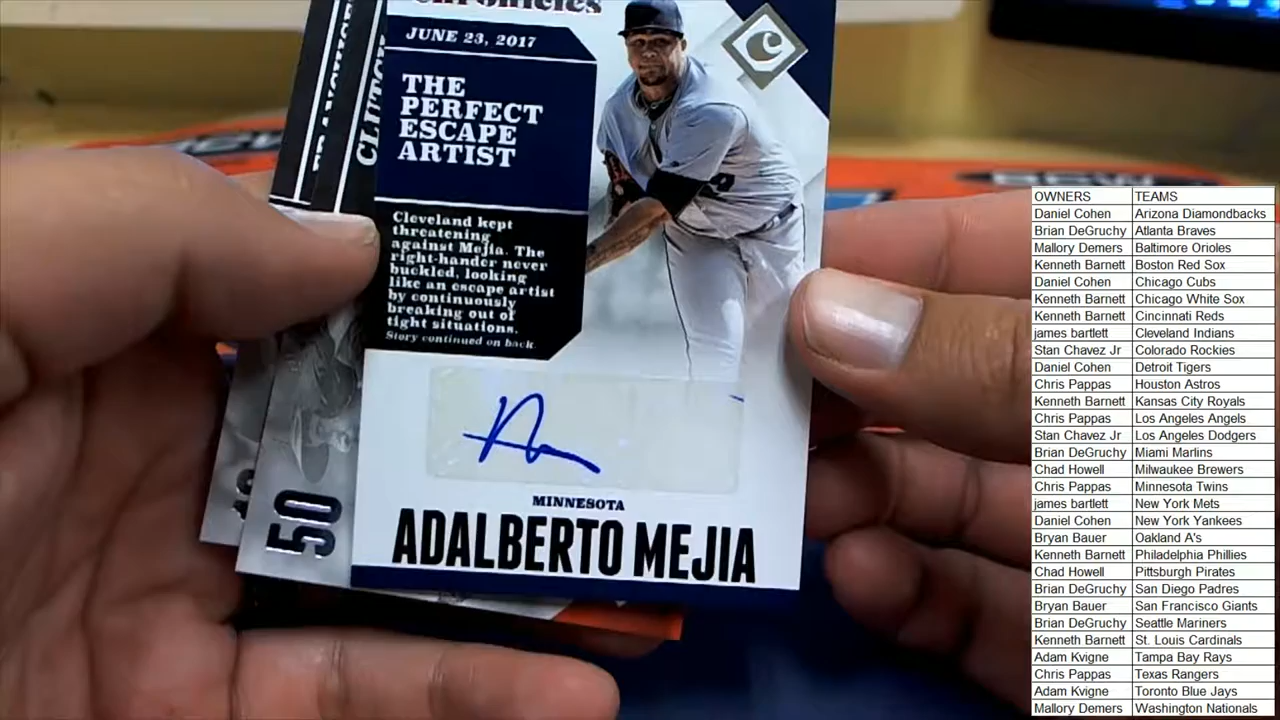 Chronicles
JUNE 23, 2017
THE
PERFECT
ESCAPE
ARTIST
Cleveland kept
threatening
against Mejia. The
right-hander never
buckled, looking
like an escape artist
by continuously
breaking out of
tight situations.
Story continued on back.
MINNESOTA
ADALBERTO MEJIA
CLUTCH
50
OWNERS TEAMS
Daniel Cohen Arizona Diamondbacks
Brian DeGruchy Atlanta Braves
Mallory Demers Baltimore Orioles
Kenneth Barnett Boston Red Sox
Daniel Cohen Chicago Cubs
Kenneth Barnett Chicago White Sox
Kenneth Barnett Cincinnati Reds
james bartlett Cleveland Indians
Stan Chavez Jr Colorado Rockies
Daniel Cohen Detroit Tigers
Chris Pappas Houston Astros
Kenneth Barnett Kansas City Royals
Chris Pappas Los Angeles Angels
Stan Chavez Jr Los Angeles Dodgers
Brian DeGruchy Miami Marlins
Chad Howell Milwaukee Brewers
Chris Pappas Minnesota Twins
james bartlett New York Mets
Daniel Cohen New York Yankees
Bryan Bauer Oakland A's
Kenneth Barnett Philadelphia Phillies
Chad Howell Pittsburgh Pirates
Brian DeGruchy San Diego Padres
Bryan Bauer San Francisco Giants
Brian DeGruchy Seattle Mariners
Kenneth Barnett St. Louis Cardinals
Adam Kvigne Tampa Bay Rays
Chris Pappas Texas Rangers
Adam Kvigne Toronto Blue Jays
Mallory Demers Washington Nationals